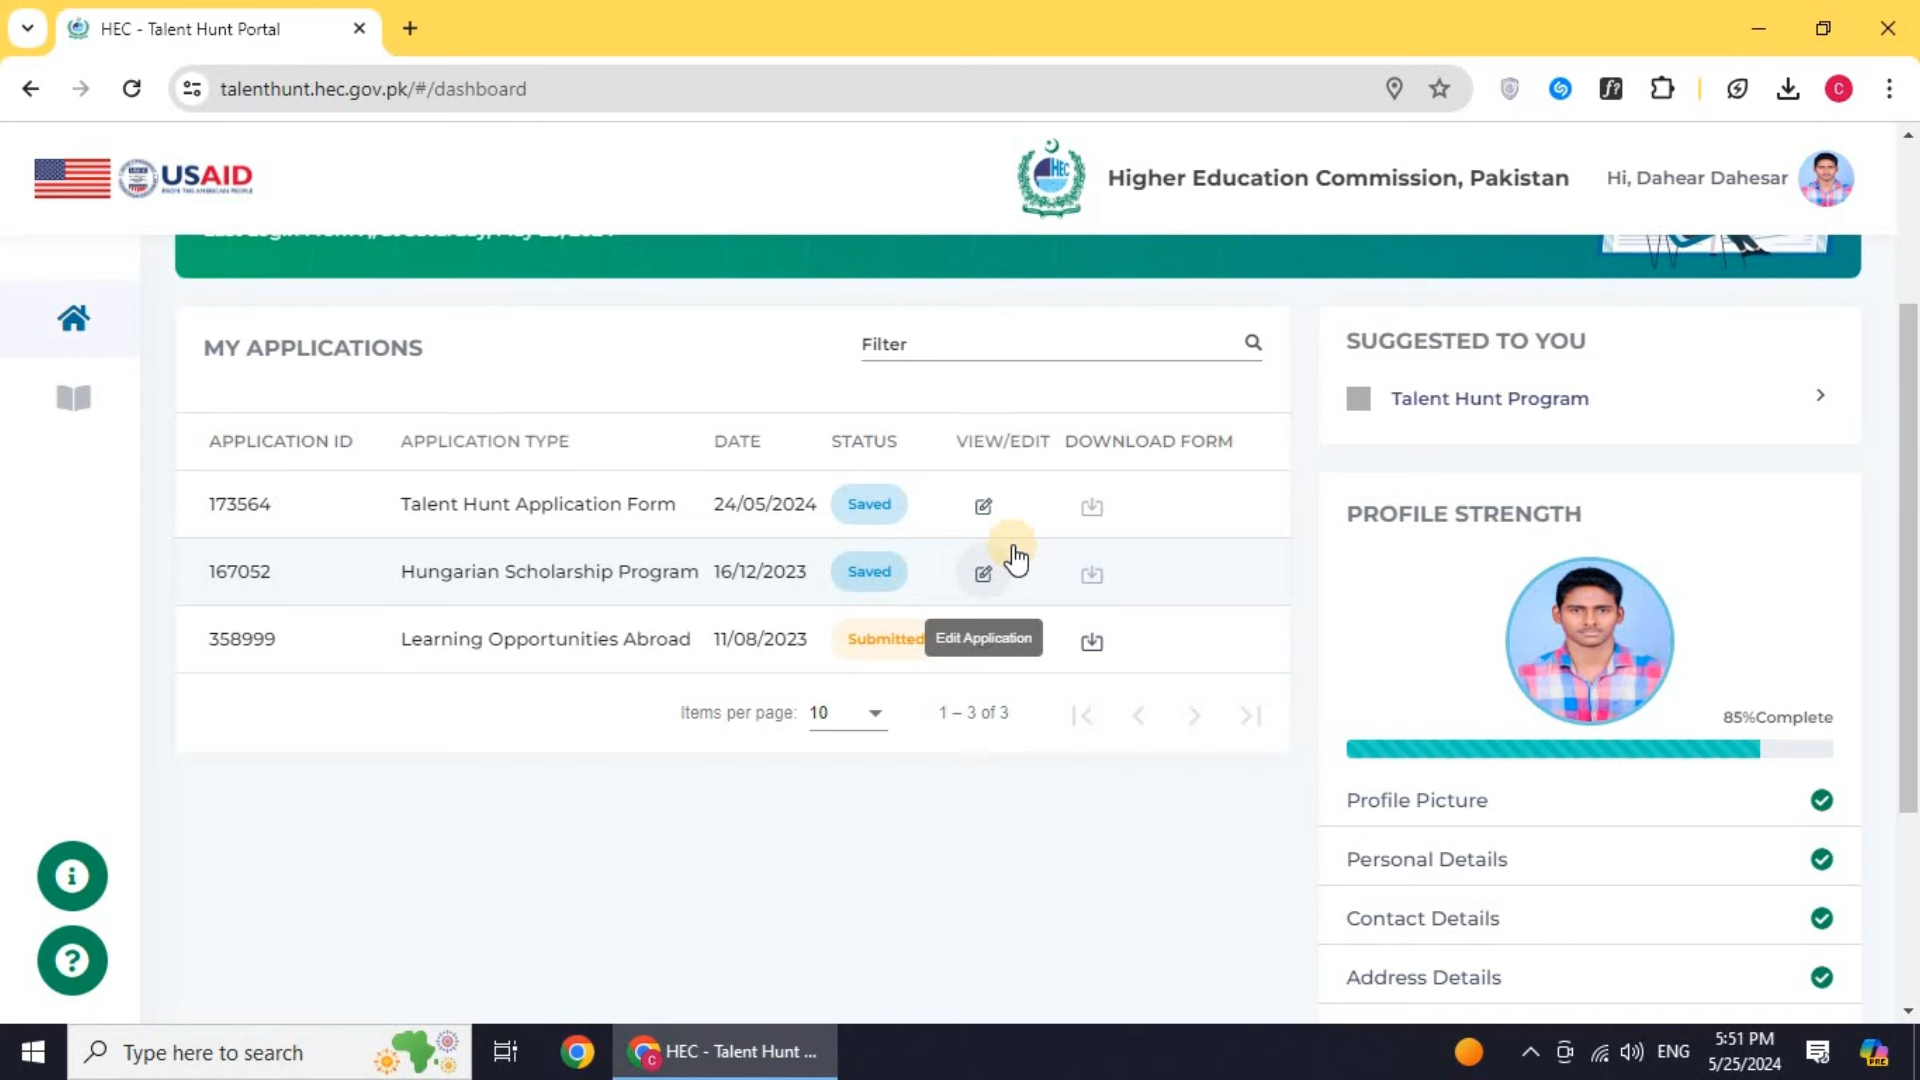 HEC - Talent Hunt Portal
talenthunt.hec.gov.pk/#/dashboard
USAID
FROM THE AMERICAN PEOPLE
HEC
Higher Education Commission, Pakistan
Hi, Dahear Dahesar
MY APPLICATIONS
Filter
APPLICATION ID APPLICATION TYPE DATE STATUS VIEW/EDIT DOWNLOAD FORM
173564 Talent Hunt Application Form 24/05/2024 Saved
167052 Hungarian Scholarship Program 16/12/2023 Saved
358999 Learning Opportunities Abroad 11/08/2023 Submitted
Edit Application
Items per page: 10 1 – 3 of 3
SUGGESTED TO YOU
Talent Hunt Program
PROFILE STRENGTH
85%Complete
Profile Picture
Personal Details
Contact Details
Address Details
Type here to search
HEC - Talent Hunt ...
ENG
5:51 PM
5/25/2024